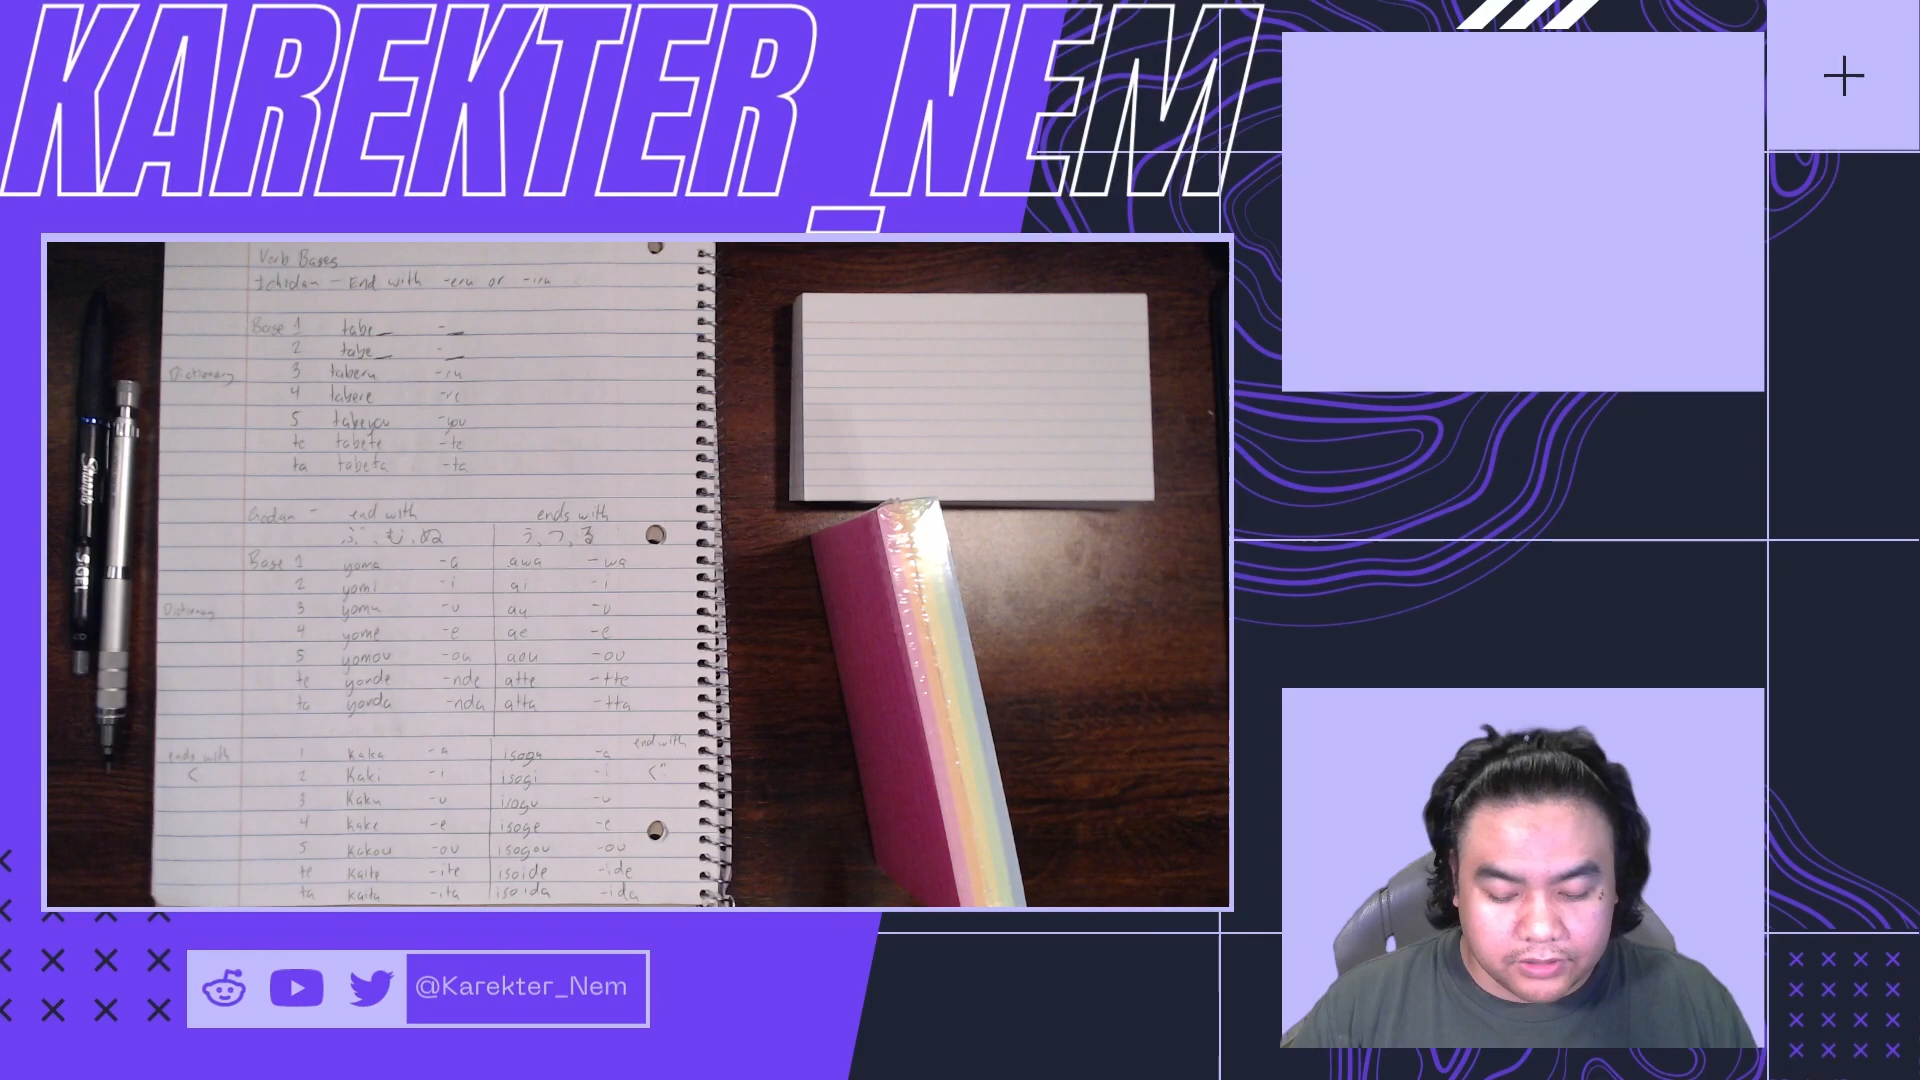 KAREKTER_NEM
Verb Bases
Ichidan - End with -eru or -iru
Base 1 tabe_ -_
2 tabe_ -_
Dictionary 3 taberu -ru
4 tabere -re
5 tabeyou -you
te tabete -te
ta tabeta -ta
Godan - end with ends with
ぶ、む、ぬ う、つ、る
Base 1 yoma -a awa -wa
2 yomi -i ai -i
Dictionary 3 yomu -u au -u
4 yome -e ae -e
5 yomou -ou aou -ou
te yonde -nde atte -tte
ta yonda -nda atta -tta
end with
ends with 1 kaka -a isoga -a
く 2 kaki -i isogi -i ぐ
3 kaku -u isogu -u
4 kake -e isoge -e
5 kakou -ou isogou -ou
te kaite -ite isoide -ide
ta kaita -ita isoida -ida
Sharpie S·GEL
@Karekter_Nem